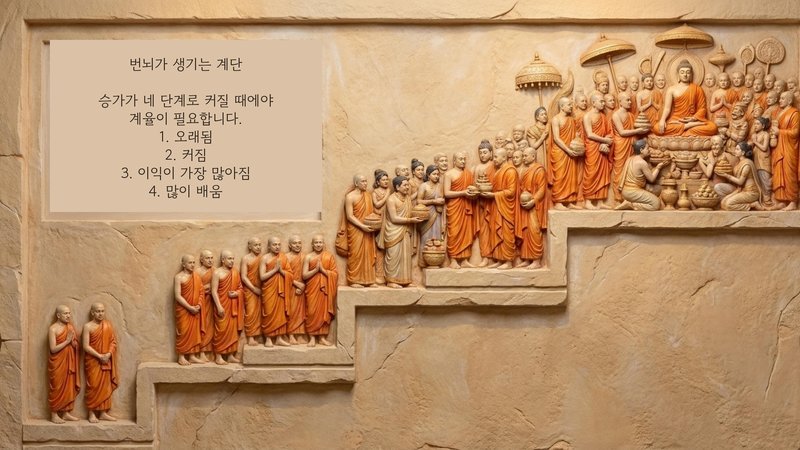 번뇌가 생기는 계단
승가가 네 단계로 커질 때에야
계율이 필요합니다.
1. 오래됨
2. 커짐
3. 이익이 가장 많아짐
4. 많이 배움